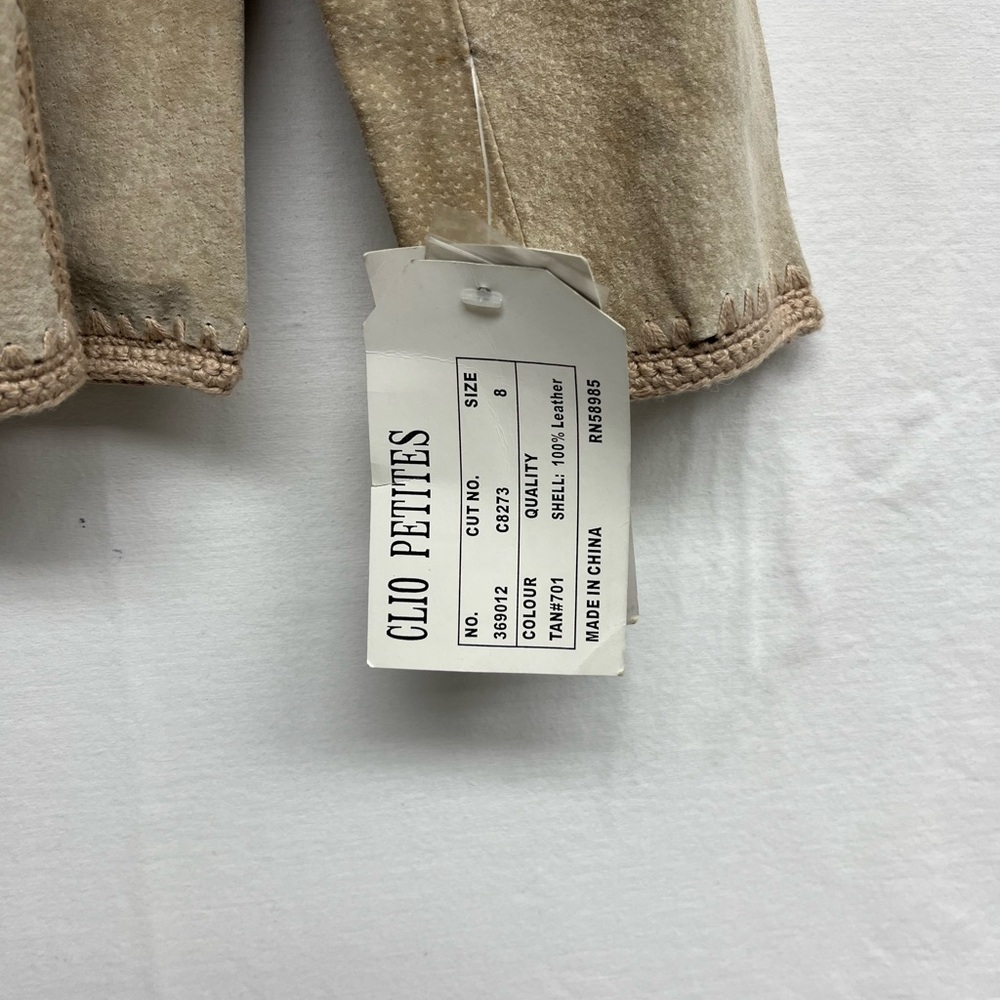 CLIO PETITES
NO. CUT NO. SIZE
369012 C8273 8
COLOUR QUALITY
TAN#701 SHELL: 100% Leather
MADE IN CHINA RN58985